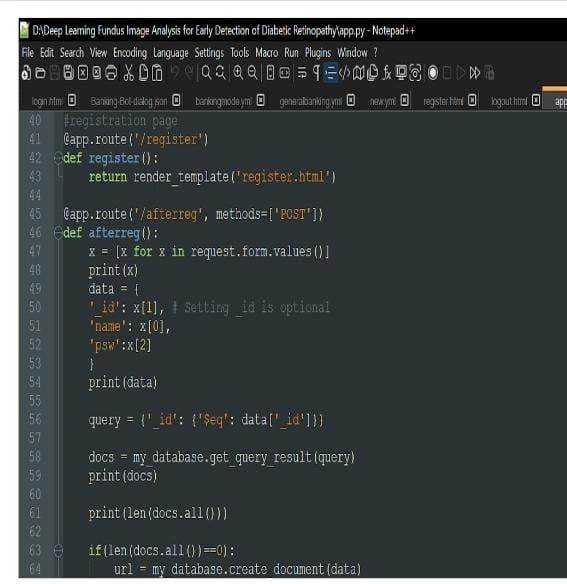 D:\Deep Learning Fundus Image Analysis for Early Detection of Diabetic Retinopathy\app.py - Notepad++
File Edit Search View Encoding Language Settings Tools Macro Run Plugins Window ?
login.html Banking-Bot-dialog.json bankingmode.yml generalbanking.yml new.yml register.html logout.html app
40 #registration page
41 @app.route('/register')
42 def register():
43 return render_template('register.html')
44
45 @app.route('/afterreg', methods=['POST'])
46 def afterreg():
47 x = [x for x in request.form.values()]
48 print(x)
49 data = {
50 '_id': x[1], # Setting _id is optional
51 'name': x[0],
52 'psw':x[2]
53 }
54 print(data)
55
56 query = {'_id': {'$eq': data['_id']}}
57
58 docs = my_database.get_query_result(query)
59 print(docs)
60
61 print(len(docs.all()))
62
63 if(len(docs.all())==0):
64 url = my_database.create_document(data)